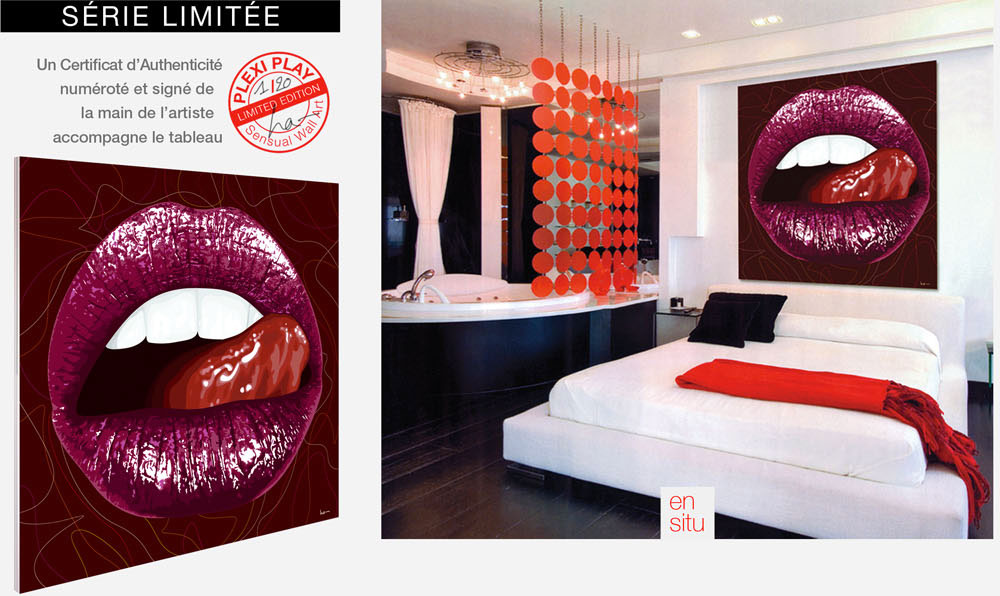 SÉRIE LIMITÉE
Un Certificat d'Authenticité
numéroté et signé de
la main de l'artiste
accompagne le tableau
PLEXI PLAY
1/20
LIMITED EDITION
Sensual Wall Art
en
situ